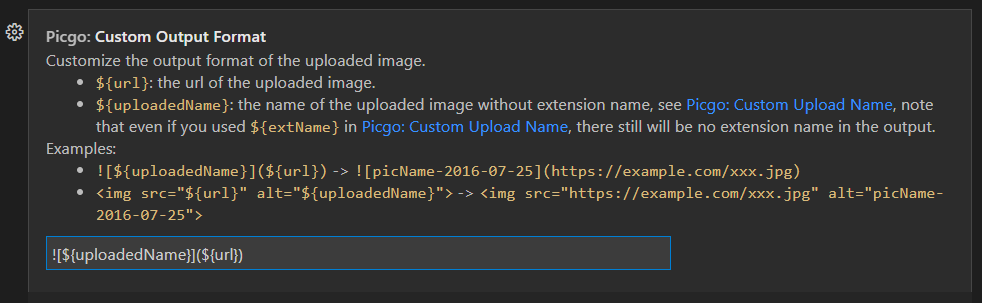 Picgo: Custom Output Format
Customize the output format of the uploaded image.
• ${url}: the url of the uploaded image.
• ${uploadedName}: the name of the uploaded image without extension name, see Picgo: Custom Upload Name, note
that even if you used ${extName} in Picgo: Custom Upload Name, there still will be no extension name in the output.
Examples:
• ![${uploadedName}](${url}) -> ![picName-2016-07-25](https://example.com/xxx.jpg)
• <img src="${url}" alt="${uploadedName}"> -> <img src="https://example.com/xxx.jpg" alt="picName-
2016-07-25">
![${uploadedName}](${url})